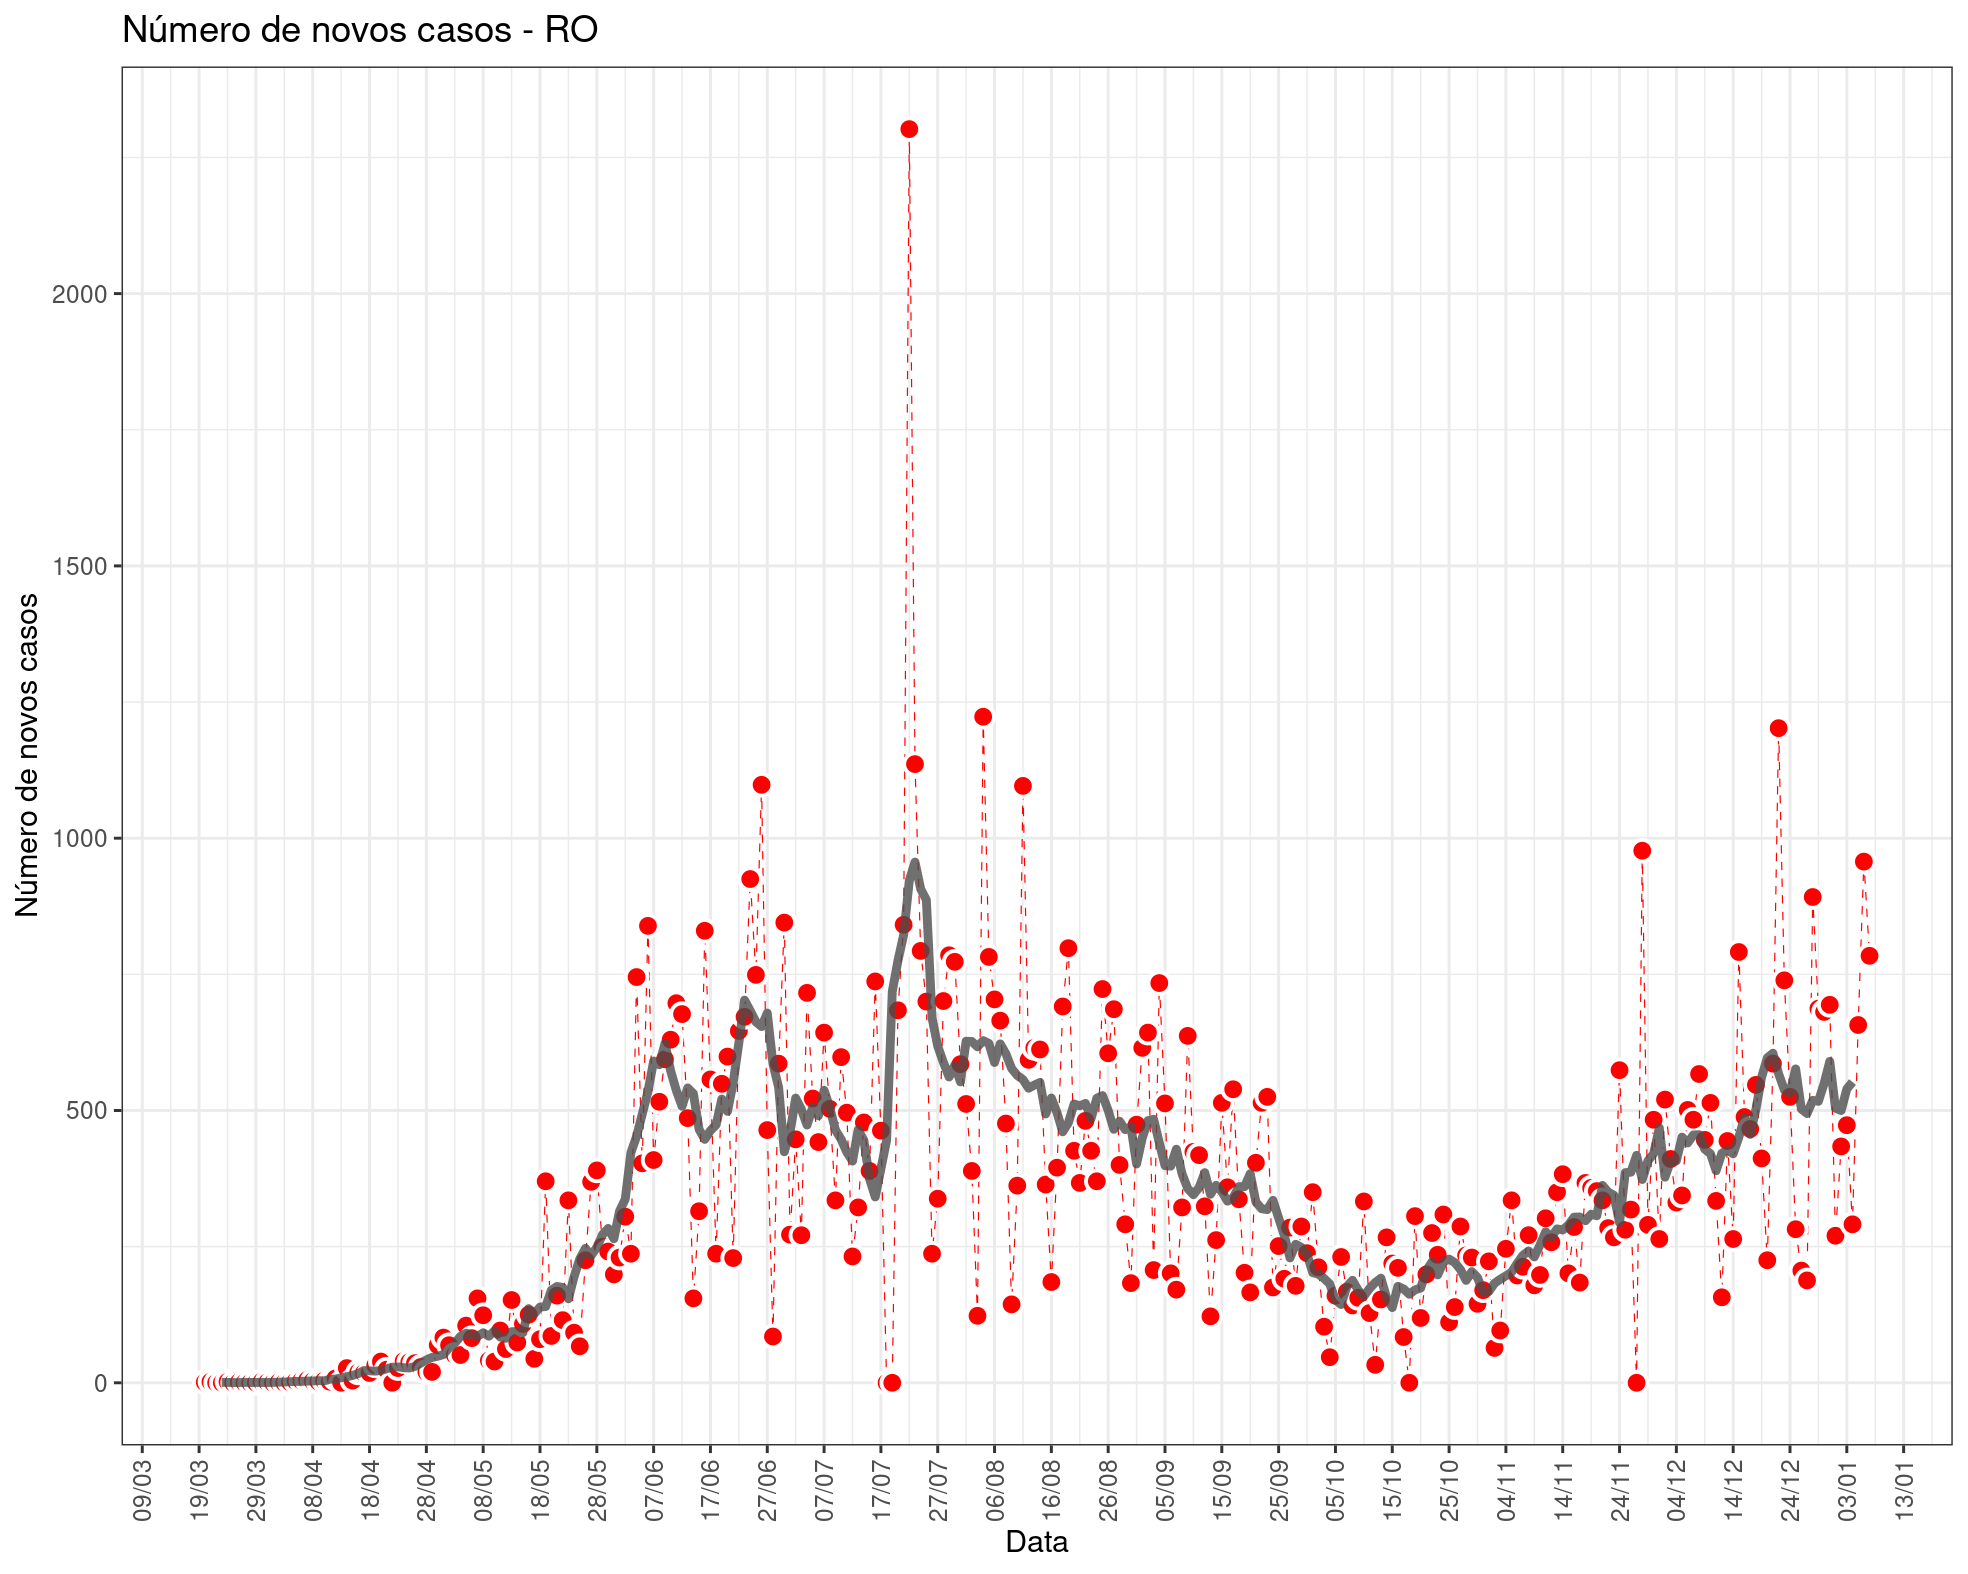 Número de novos casos - RO
2000
1500
1000
500
0
Número de novos casos
09/03 19/03 29/03 08/04 18/04 28/04 08/05 18/05 28/05 07/06 17/06 27/06 07/07 17/07 27/07 06/08 16/08 26/08 05/09 15/09 25/09 05/10 15/10 25/10 04/11 14/11 24/11 04/12 14/12 24/12 03/01 13/01
Data